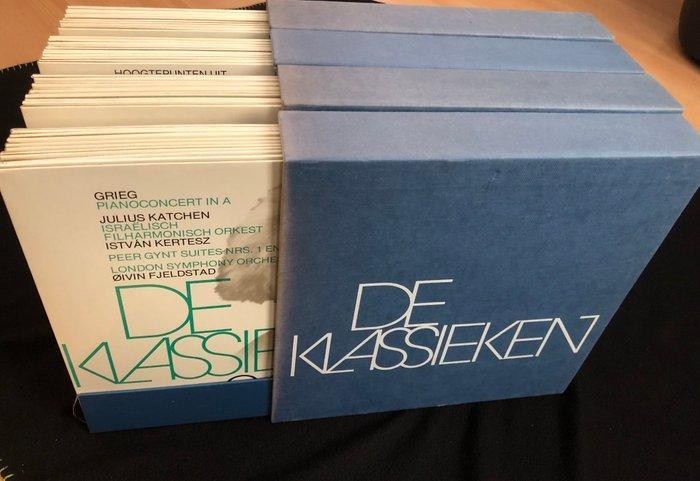 HOOGTEPUNTEN UIT
GRIEG
PIANOCONCERT IN A
JULIUS KATCHEN
ISRAËLISCH
FILHARMONISCH ORKEST
ISTVÁN KERTESZ
PEER GYNT SUITES NRS. 1 EN
LONDON SYMPHONY ORCHE
ØIVIN FJELDSTAD
DE
KLASSIE
DE
KLASSIEKEN